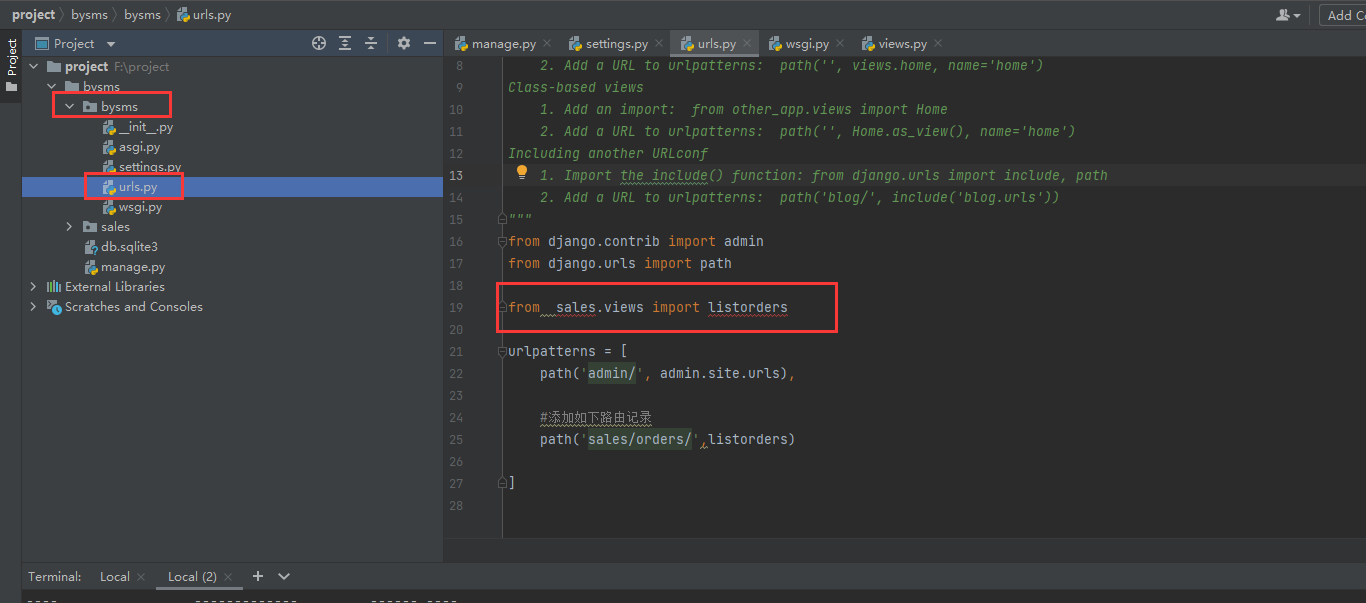 project bysms bysms urls.py
Add Co
Project
Project
manage.py settings.py urls.py wsgi.py views.py
project F:\project
bysms
bysms
__init__.py
asgi.py
settings.py
urls.py
wsgi.py
sales
db.sqlite3
manage.py
External Libraries
Scratches and Consoles
8 2. Add a URL to urlpatterns:  path('', views.home, name='home')
9 Class-based views
10 1. Add an import:  from other_app.views import Home
11 2. Add a URL to urlpatterns:  path('', Home.as_view(), name='home')
12 Including another URLconf
13 1. Import the include() function: from django.urls import include, path
14 2. Add a URL to urlpatterns:  path('blog/', include('blog.urls'))
15 """
16 from django.contrib import admin
17 from django.urls import path
18
19 from  sales.views import listorders
20
21 urlpatterns = [
22 path('admin/', admin.site.urls),
23
24 #添加如下路由记录
25 path('sales/orders/',listorders)
26
27 ]
28
Terminal: Local Local (2)